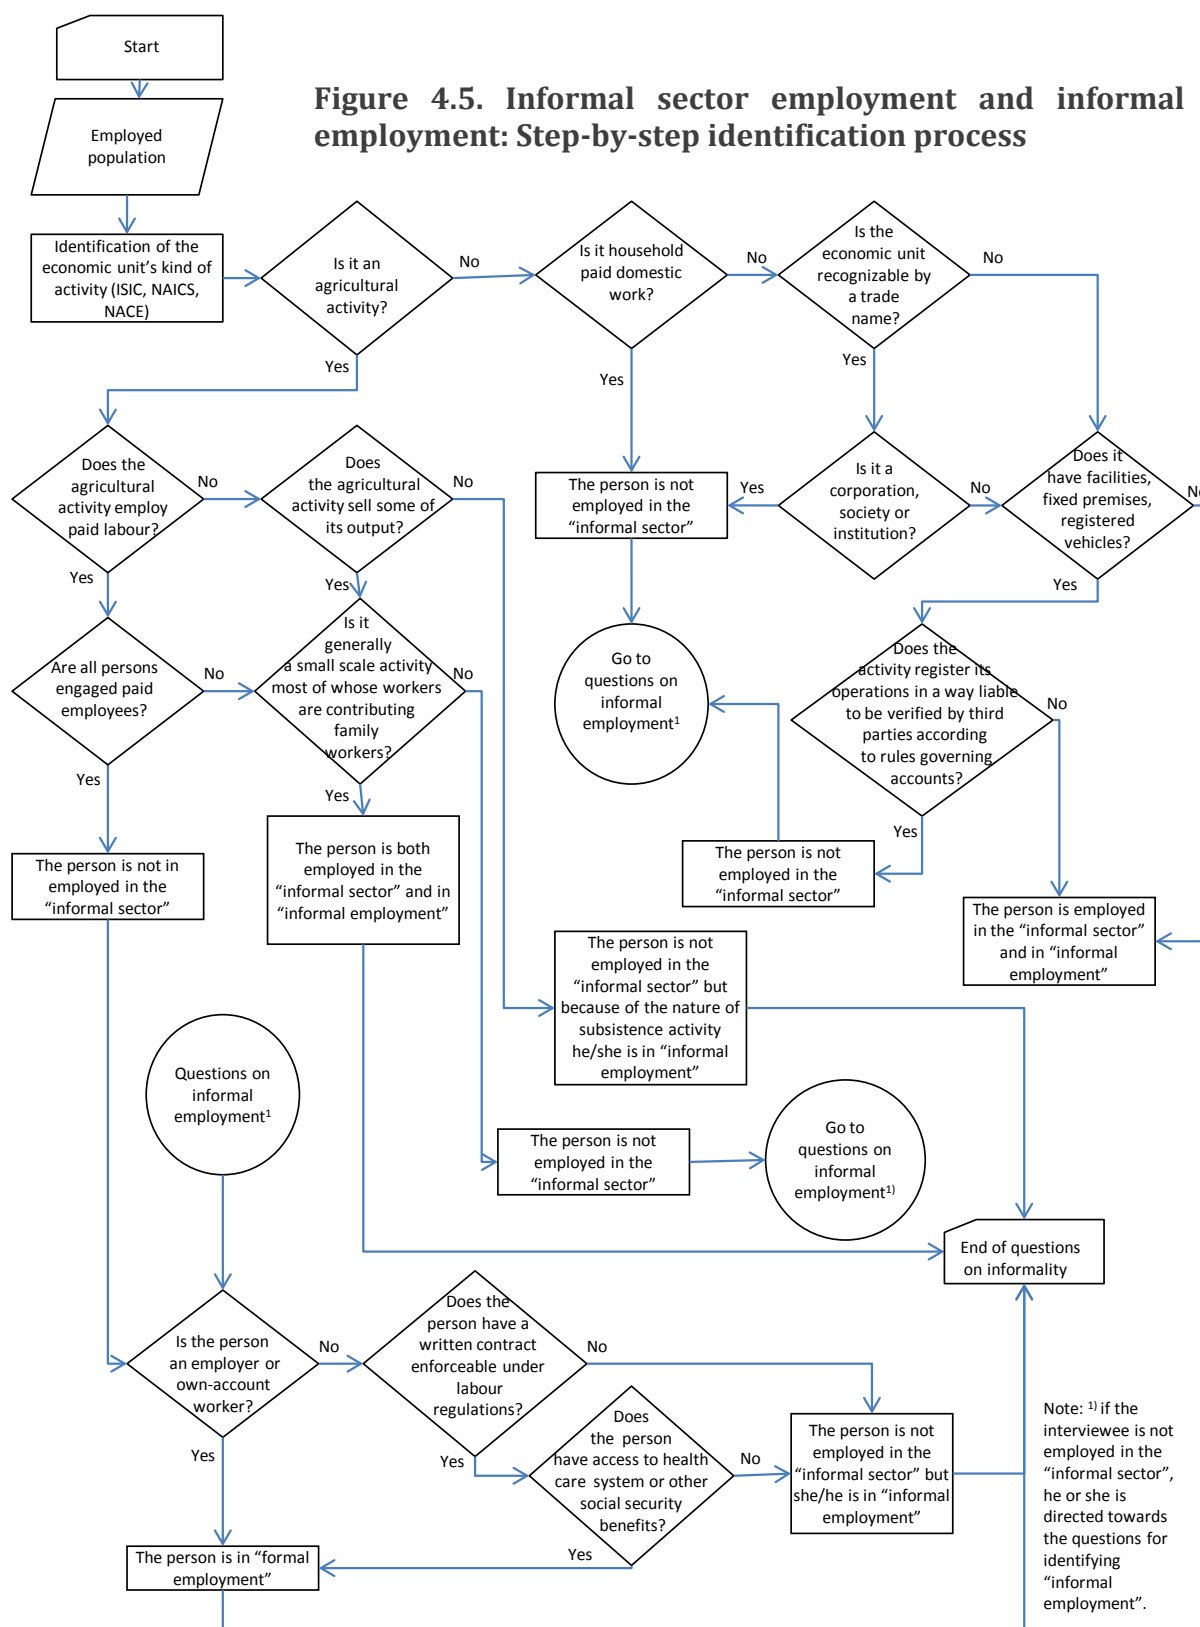 Start
Figure 4.5. Informal sector employment and informal
employment: Step-by-step identification process
Employed
population
Identification of the
economic unit's kind of
activity (ISIC, NAICS,
NACE)
Is it an
agricultural
activity?
No
Is it household
paid domestic
work?
No
Is the
economic unit
recognizable by
a trade
name?
No
Yes
Yes
Yes
Does the
agricultural
activity employ
paid labour?
No
Does
the agricultural
activity sell some
of its output?
No
The person is not
employed in the
“informal sector”
Yes
Is it a
corporation,
society or
institution?
No
Does it
have facilities,
fixed premises,
registered
vehicles?
No
Yes
Yes
Yes
Are all persons
engaged paid
employees?
No
Is it
generally
a small scale activity
most of whose workers
are contributing
family
workers?
No
Go to
questions on
informal
employment¹
Does the
activity register its
operations in a way liable
to be verified by third
parties according
to rules governing
accounts?
No
Yes
Yes
Yes
The person is not in
employed in the
“informal sector”
The person is both
employed in the
“informal sector” and in
“informal employment”
The person is not
employed in the
“informal sector”
The person is employed
in the “informal sector”
and in “informal
employment”
The person is not
employed in the
“informal sector” but
because of the nature of
subsistence activity
he/she is in “informal
employment”
Questions on
informal
employment¹
The person is not
employed in the
“informal sector”
Go to
questions on
informal
employment¹⁾
End of questions
on informality
Is the person
an employer or
own-account
worker?
No
Does the
person have a
written contract
enforceable under
labour
regulations?
No
Yes
Yes
Does
the person
have access to health
care system or other
social security
benefits?
No
Yes
The person is not
employed in the
“informal sector” but
she/he is in “informal
employment”
The person is in “formal
employment”
Note: ¹⁾ if the
interviewee is not
employed in the
“informal sector”,
he or she is
directed towards
the questions for
identifying
“informal
employment”.